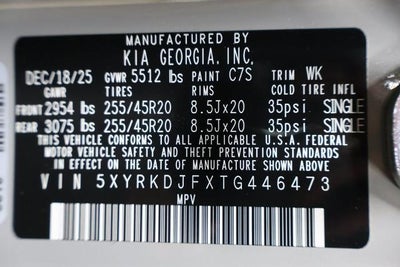 MANUFACTURED BY
KIA GEORGIA, INC.
DEC/18/25 GVWR 5512 lbs PAINT C7S TRIM WK
GAWR TIRES RIMS COLD TIRE INFL
FRONT 2954 lbs 255/45R20 8.5Jx20 35psi SINGLE
REAR 3075 lbs 255/45R20 8.5Jx20 35psi SINGLE
THIS VEHICLE CONFORMS TO ALL APPLICABLE U.S.A FEDERAL
MOTOR VEHICLE, SAFETY AND THEFT PREVENTION STANDARDS
IN EFFECT ON THE DATE OF MANUFACTURE SHOWN ABOVE
VIN 5XYRKDJFXTG446473
MPV